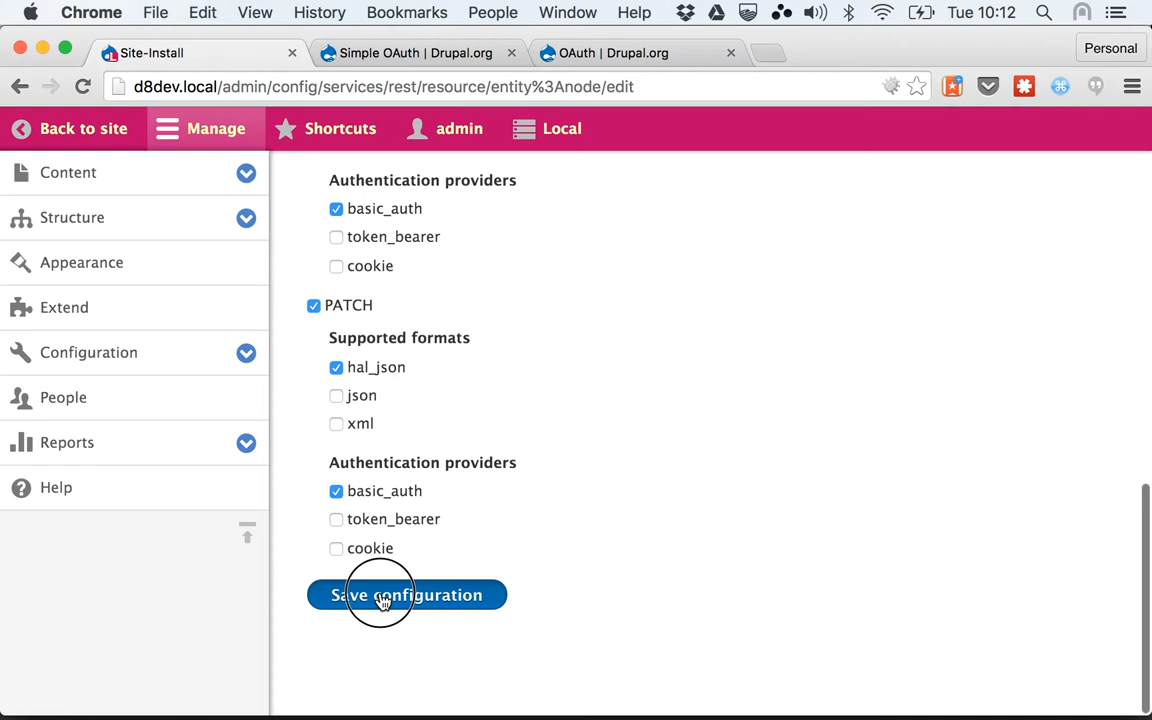 Chrome File Edit View History Bookmarks People Window Help Tue 10:12
Site-Install Simple OAuth | Drupal.org OAuth | Drupal.org Personal
d8dev.local/admin/config/services/rest/resource/entity%3Anode/edit
Back to site Manage Shortcuts admin Local
Content
Structure
Appearance
Extend
Configuration
People
Reports
Help
Authentication providers
basic_auth
token_bearer
cookie
PATCH
Supported formats
hal_json
json
xml
Authentication providers
basic_auth
token_bearer
cookie
Save configuration